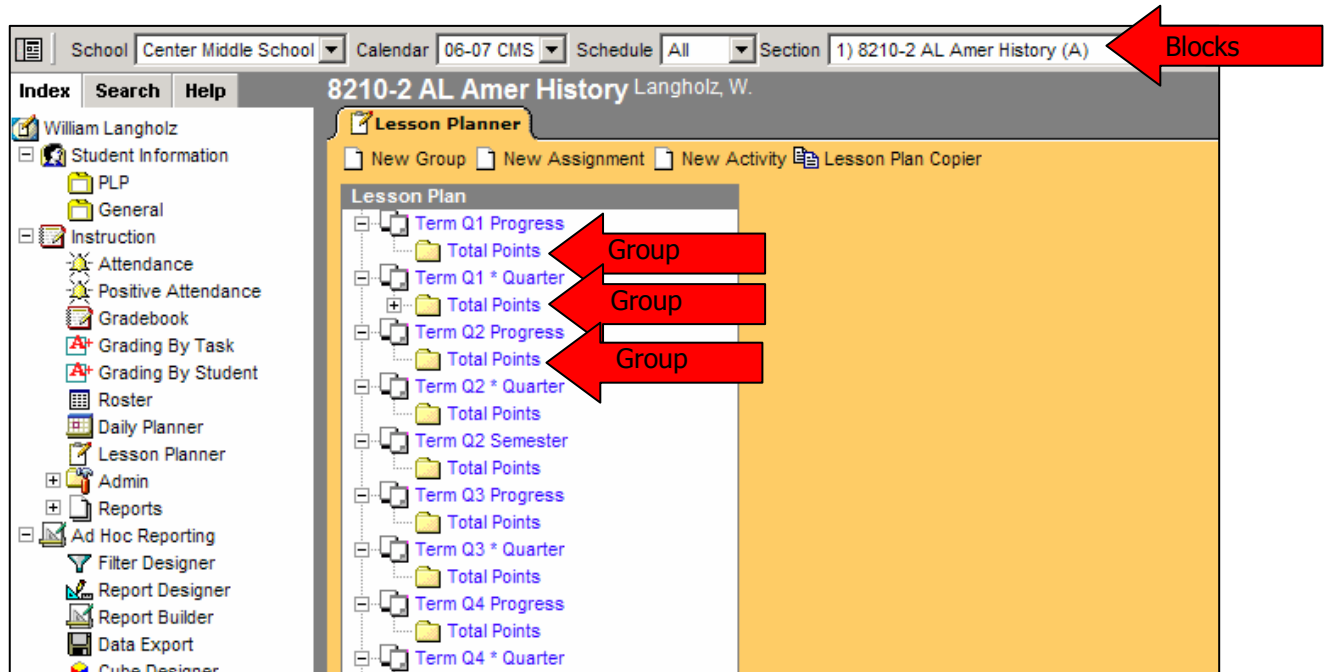 School Center Middle School Calendar 06-07 CMS Schedule All Section 1) 8210-2 AL Amer History (A) Blocks
Index Search Help
8210-2 AL Amer History Langholz, W.
William Langholz
Student Information
PLP
General
Instruction
Attendance
Positive Attendance
Gradebook
Grading By Task
Grading By Student
Roster
Daily Planner
Lesson Planner
Admin
Reports
Ad Hoc Reporting
Filter Designer
Report Designer
Report Builder
Data Export
Cube Designer
Lesson Planner
New Group New Assignment New Activity Lesson Plan Copier
Lesson Plan
Term Q1 Progress
Total Points Group
Term Q1 * Quarter
Total Points Group
Term Q2 Progress
Total Points Group
Term Q2 * Quarter
Total Points
Term Q2 Semester
Total Points
Term Q3 Progress
Total Points
Term Q3 * Quarter
Total Points
Term Q4 Progress
Total Points
Term Q4 * Quarter